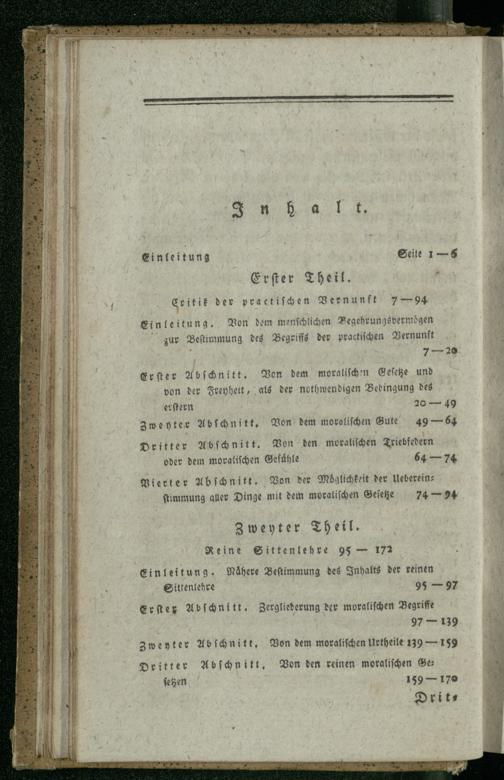 Inhalt.
Einleitung Seite 1—6
Erster Theil.
Critik der practischen Vernunft 7—94
Einleitung. Von dem menschlichen Begehrungsvermögen
zur Bestimmung des Begriffs der practischen Vernunft
7—20
Erster Abschnitt. Von dem moralischen Gesetze und
von der Freyheit, als der nothwendigen Bedingung des
erstern 20—49
Zweyter Abschnitt. Von dem moralischen Gute 49—64
Dritter Abschnitt. Von den moralischen Triebfedern
oder dem moralischen Gefühle 64—74
Vierter Abschnitt. Von der Möglichkeit der Ueberein-
stimmung aller Dinge mit dem moralischen Gesetze 74—94
Zweyter Theil.
Reine Sittenlehre 95 — 172
Einleitung. Nähere Bestimmung des Inhalts der reinen
Sittenlehre 95—97
Erster Abschnitt. Zergliederung der moralischen Begriffe
97—139
Zweyter Abschnitt. Von dem moralischen Urtheile 139—159
Dritter Abschnitt. Von den reinen moralischen Ge-
setzen 159—170
Drit-